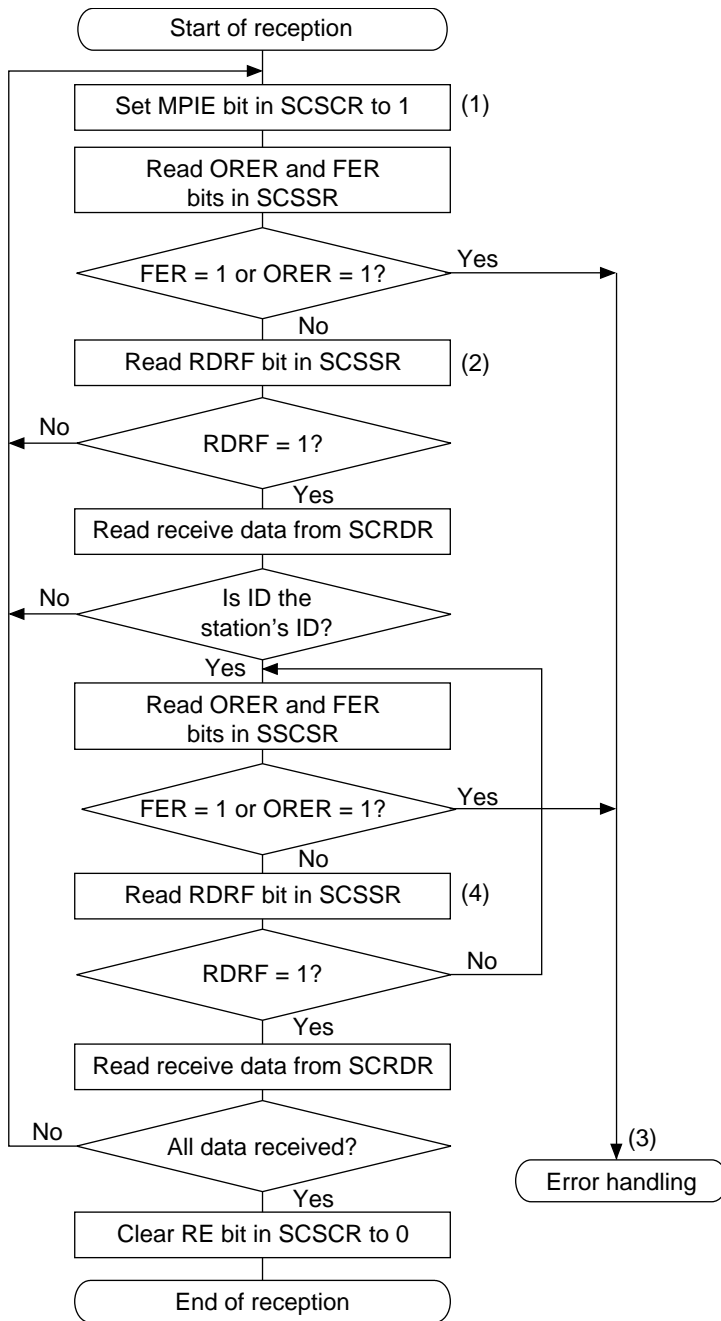 Start of reception
Set MPIE bit in SCSCR to 1
(1)
Read ORER and FER
bits in SCSSR
FER = 1 or ORER = 1?
Yes
No
Read RDRF bit in SCSSR
(2)
No
RDRF = 1?
Yes
Read receive data from SCRDR
No
Is ID the
station's ID?
Yes
Read ORER and FER
bits in SSCSR
FER = 1 or ORER = 1?
Yes
No
Read RDRF bit in SCSSR
(4)
RDRF = 1?
No
Yes
Read receive data from SCRDR
No
All data received?
(3)
Error handling
Yes
Clear RE bit in SCSCR to 0
End of reception